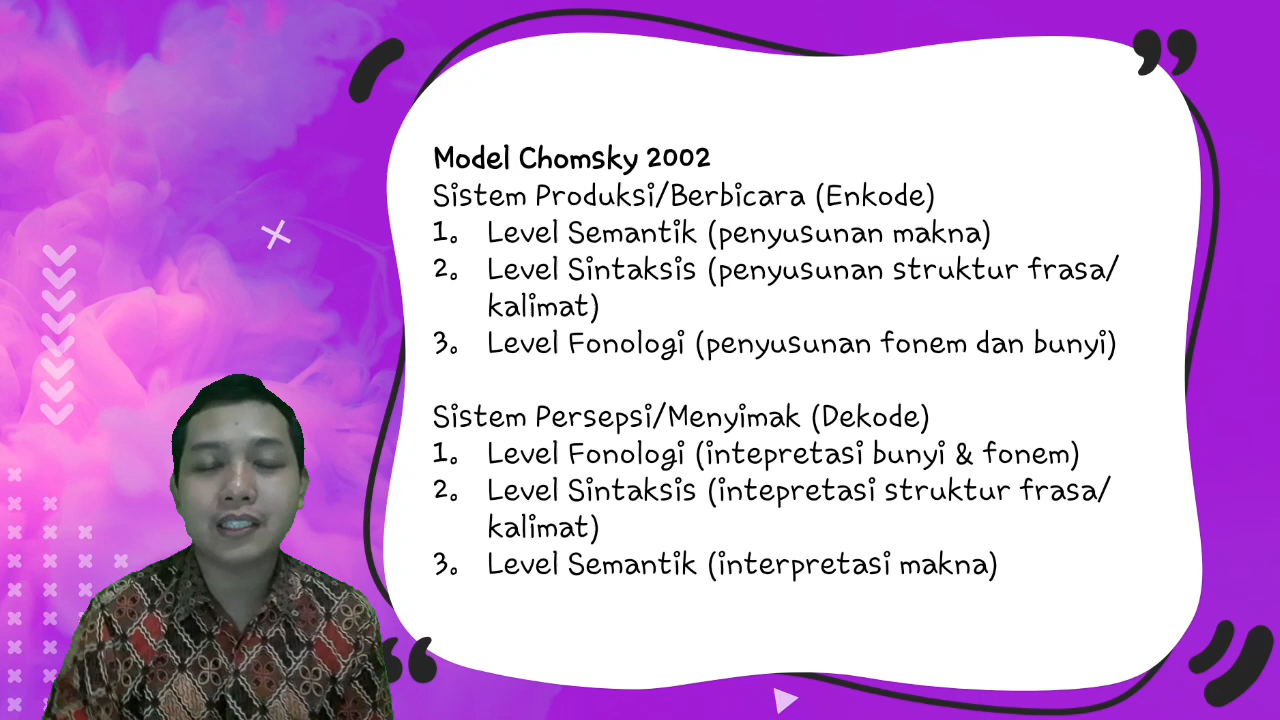 Model Chomsky 2002
Sistem Produksi/Berbicara (Enkode)
1. Level Semantik (penyusunan makna)
2. Level Sintaksis (penyusunan struktur frasa/
kalimat)
3. Level Fonologi (penyusunan fonem dan bunyi)
Sistem Persepsi/Menyimak (Dekode)
1. Level Fonologi (intepretasi bunyi & fonem)
2. Level Sintaksis (intepretasi struktur frasa/
kalimat)
3. Level Semantik (interpretasi makna)